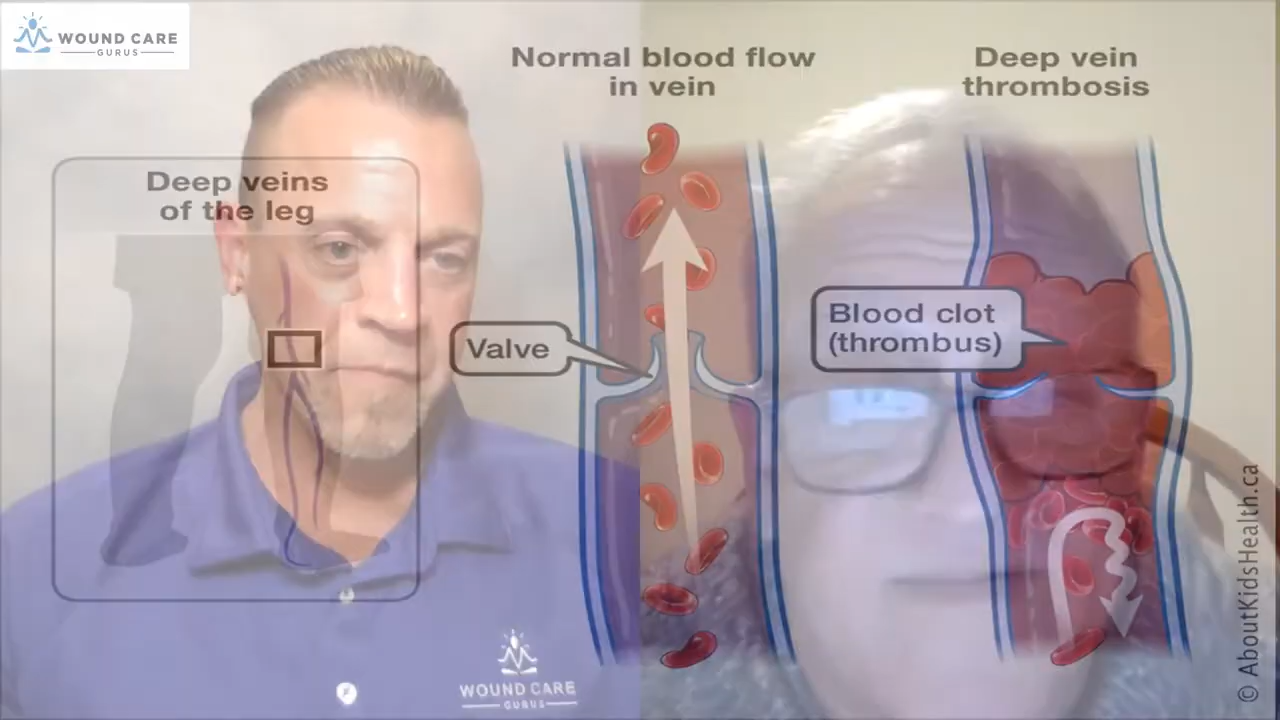 WOUND CARE
GURUS
Normal blood flow
in vein
Deep vein
thrombosis
Deep veins
of the leg
Valve
Blood clot
(thrombus)
© AboutKidsHealth.ca
WOUND CARE
GURUS